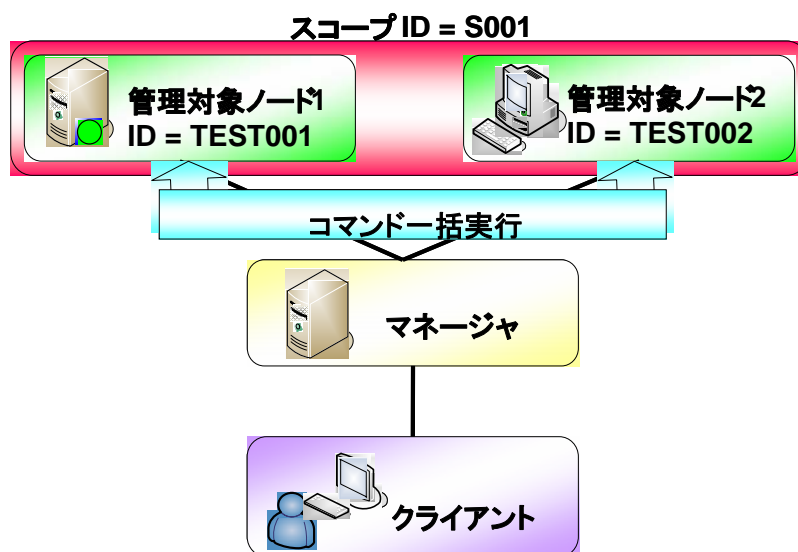 スコープ ID = S001
管理対象ノード1
ID = TEST001
管理対象ノード2
ID = TEST002
コマンド一括実行
マネージャ
クライアント